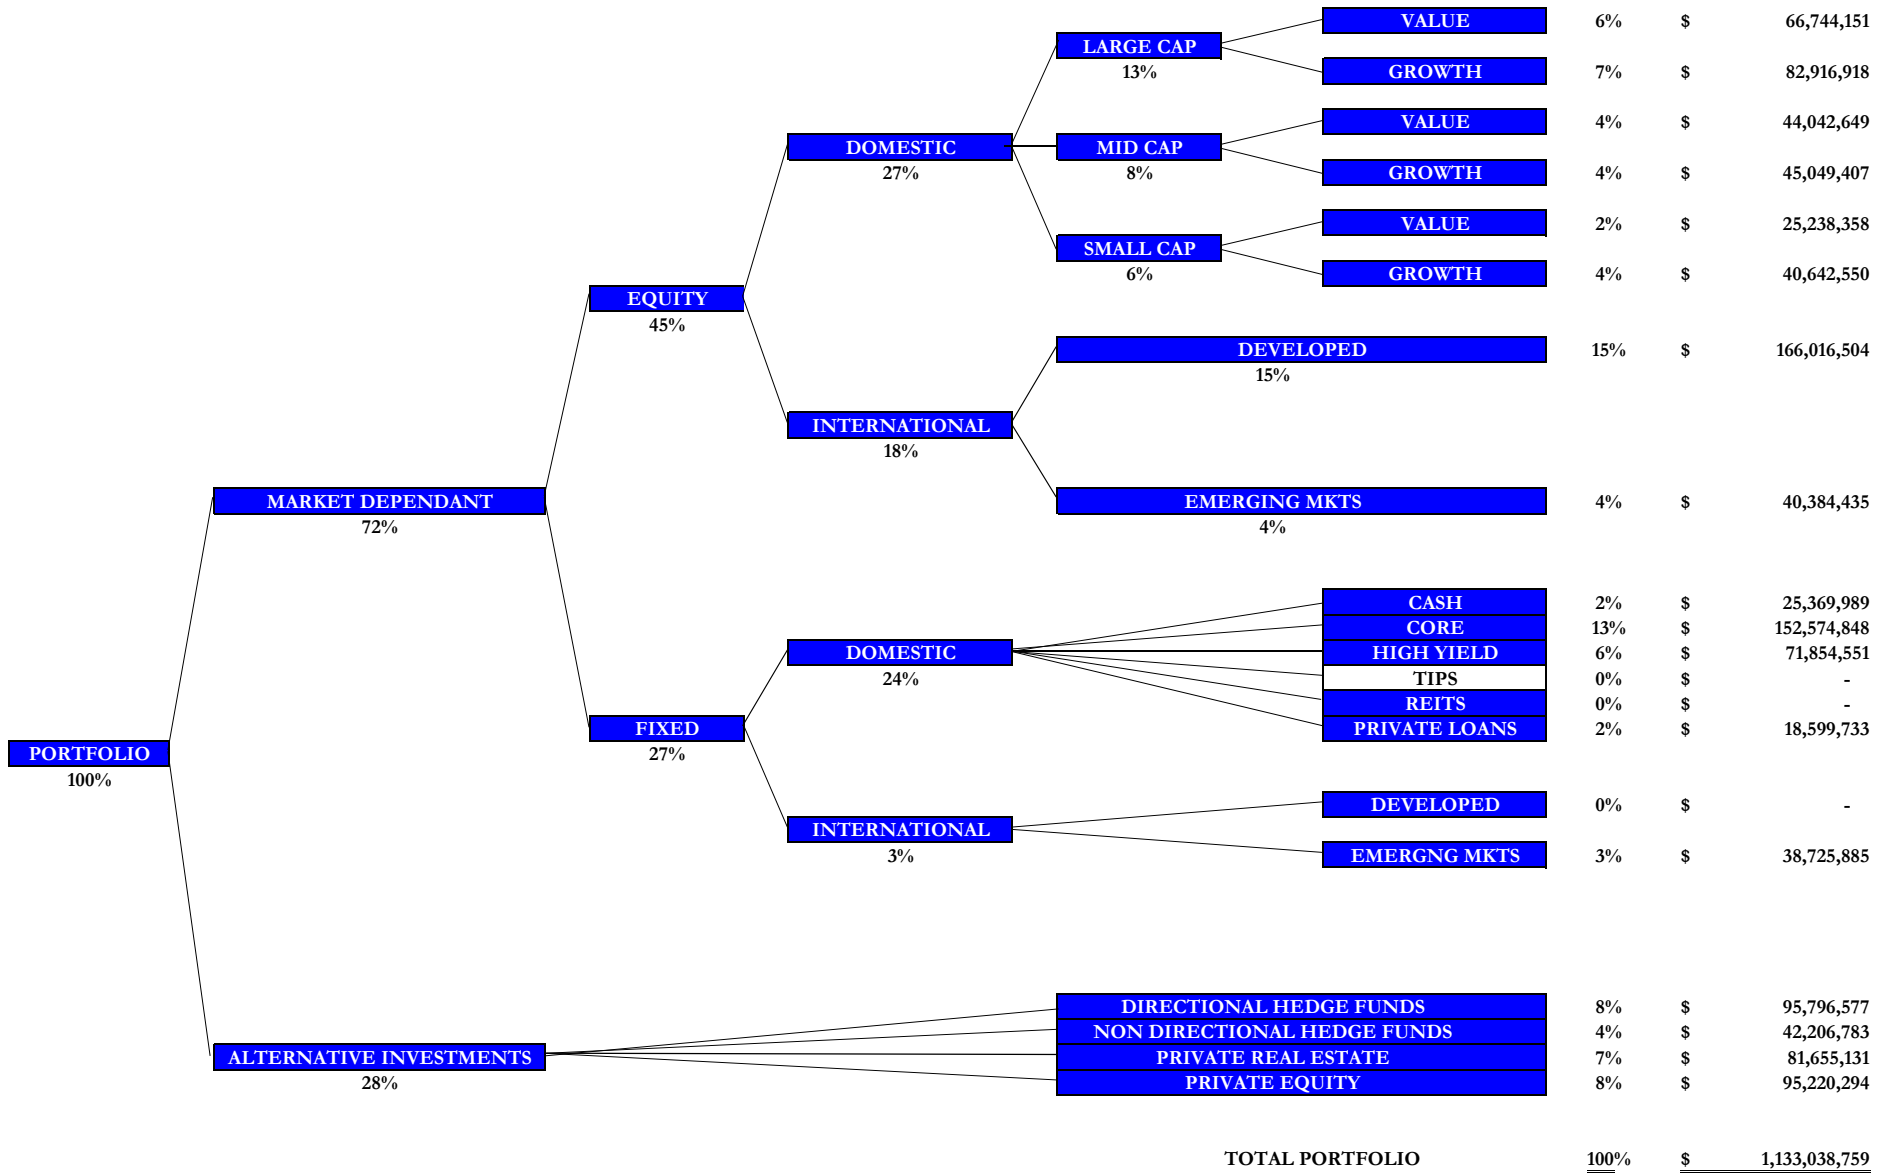 VALUE 6% $ 66,744,151
LARGE CAP
13%
GROWTH 7% $ 82,916,918
VALUE 4% $ 44,042,649
DOMESTIC MID CAP
27% 8% GROWTH 4% $ 45,049,407
VALUE 2% $ 25,238,358
SMALL CAP
6% GROWTH 4% $ 40,642,550
EQUITY
45%
DEVELOPED 15% $ 166,016,504
15%
INTERNATIONAL
18%
MARKET DEPENDANT EMERGING MKTS 4% $ 40,384,435
72% 4%
CASH 2% $ 25,369,989
CORE 13% $ 152,574,848
DOMESTIC HIGH YIELD 6% $ 71,854,551
24% TIPS 0% $ -
REITS 0% $ -
FIXED PRIVATE LOANS 2% $ 18,599,733
PORTFOLIO 27%
100%
DEVELOPED 0% $ -
INTERNATIONAL
3% EMERGNG MKTS 3% $ 38,725,885
DIRECTIONAL HEDGE FUNDS 8% $ 95,796,577
NON DIRECTIONAL HEDGE FUNDS 4% $ 42,206,783
ALTERNATIVE INVESTMENTS PRIVATE REAL ESTATE 7% $ 81,655,131
28% PRIVATE EQUITY 8% $ 95,220,294
TOTAL PORTFOLIO 100% $ 1,133,038,759